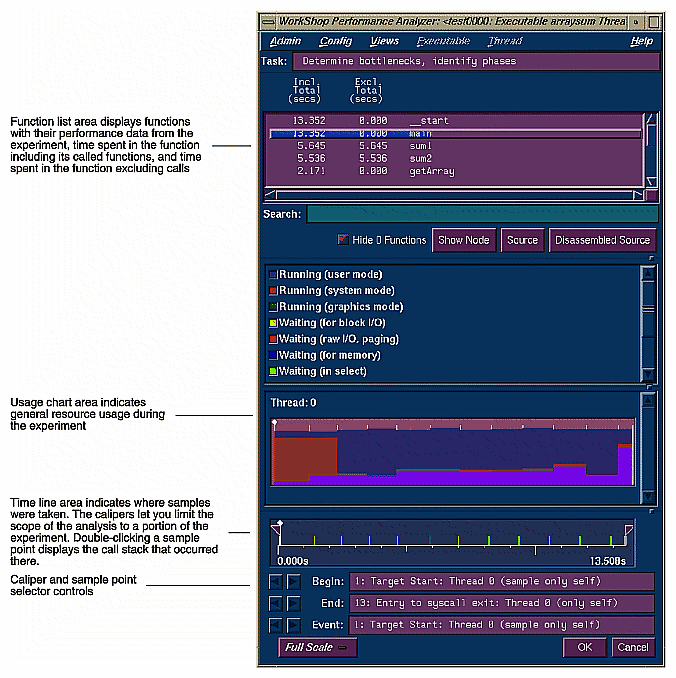 WorkShop Performance Analyzer: <test0000: Executable arraysum Threa
Admin Config Views Executable Thread Help
Task: Determine bottlenecks, identify phases
Incl. Excl.
Total Total
(secs) (secs)
Function list area displays functions
with their performance data from the
experiment, time spent in the function
including its called functions, and time
spent in the function excluding calls
13.352 0.000 __start
13.352 0.000 main
5.645 5.645 sum1
5.536 5.536 sum2
2.171 0.000 getArray
Search:
Hide 0 Functions Show Node Source Disassembled Source
Running (user mode)
Running (system mode)
Running (graphics mode)
Waiting (for block I/O)
Waiting (raw I/O, paging)
Waiting (for memory)
Waiting (in select)
Usage chart area indicates
general resource usage during
the experiment
Thread: 0
Time line area indicates where samples
were taken. The calipers let you limit the
scope of the analysis to a portion of the
experiment. Double-clicking a sample
point displays the call stack that occurred
there.
0.000s 13.508s
Caliper and sample point
selector controls
Begin: 1: Target Start: Thread 0 (sample only self)
End: 13: Entry to syscall exit: Thread 0 (only self)
Event: 1: Target Start: Thread 0 (sample only self)
Full Scale OK Cancel